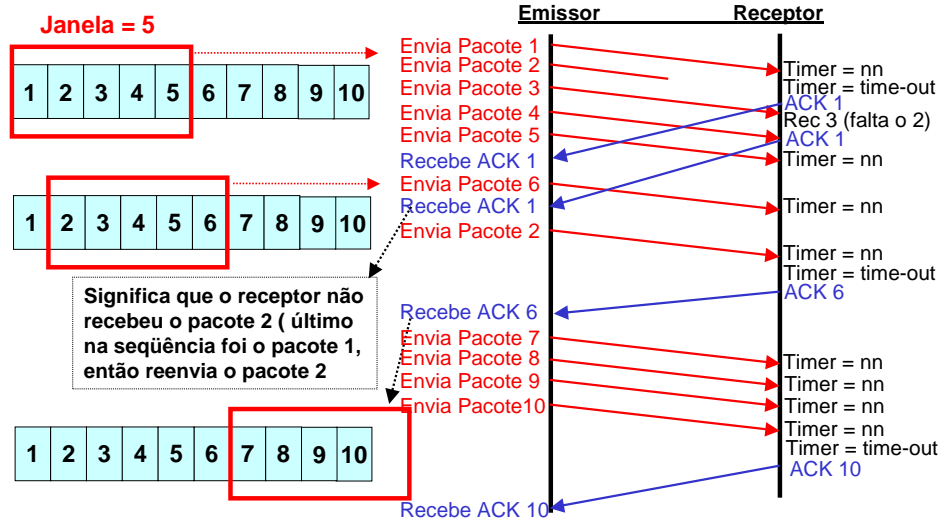 Janela = 5
1 2 3 4 5 6 7 8 9 10
1 2 3 4 5 6 7 8 9 10
Significa que o receptor não
recebeu o pacote 2 ( último
na seqüência foi o pacote 1,
então reenvia o pacote 2
1 2 3 4 5 6 7 8 9 10
Emissor
Envia Pacote 1
Envia Pacote 2
Envia Pacote 3
Envia Pacote 4
Envia Pacote 5
Recebe ACK 1
Envia Pacote 6
Recebe ACK 1
Envia Pacote 2
Recebe ACK 6
Envia Pacote 7
Envia Pacote 8
Envia Pacote 9
Envia Pacote10
Recebe ACK 10
Receptor
Timer = nn
Timer = time-out
ACK 1
Rec 3 (falta o 2)
ACK 1
Timer = nn
Timer = nn
Timer = nn
Timer = time-out
ACK 6
Timer = nn
Timer = nn
Timer = nn
Timer = nn
Timer = time-out
ACK 10